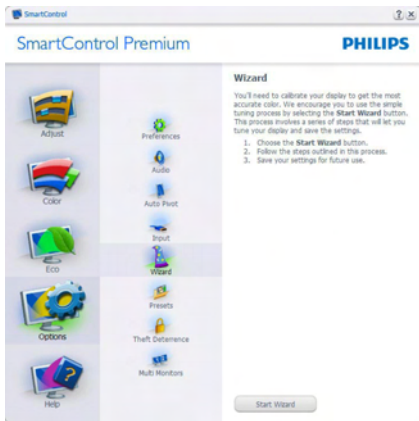 SmartControl
SmartControl Premium
PHILIPS
Adjust
Color
Eco
Options
Help
Preferences
Audio
Auto Pivot
Input
Wizard
Presets
Theft Deterrence
Multi Monitors
Wizard
You'll need to calibrate your display to get the most
accurate color. We encourage you to use the simple
tuning process by selecting the Start Wizard button.
This process involves a series of steps that will let you
tune your display and save the settings.
1. Choose the Start Wizard button.
2. Follow the steps outlined in this process.
3. Save your settings for future use.
Start Wizard